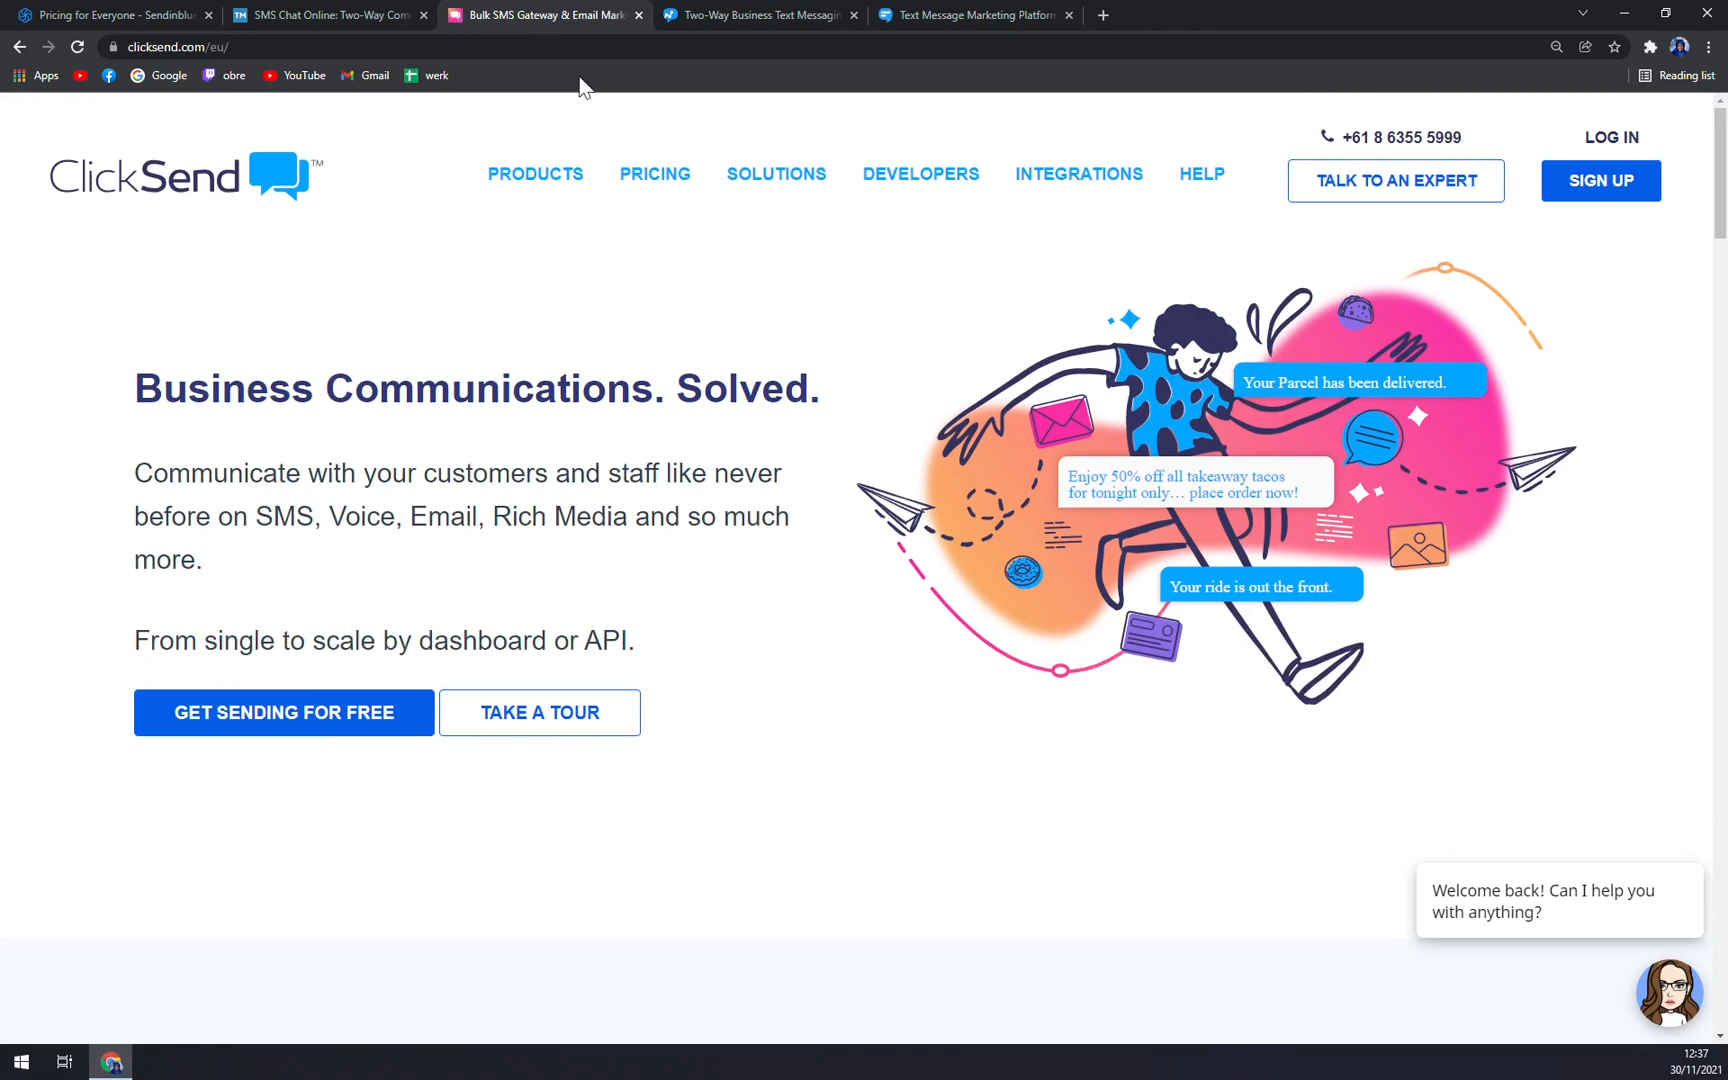 Pricing for Everyone - Sendinblue
SMS Chat Online: Two-Way Com
Bulk SMS Gateway & Email Mark
Two-Way Business Text Messagin
Text Message Marketing Platform
clicksend.com/eu/
Apps
Google
obre
YouTube
Gmail
werk
Reading list
ClickSend TM
PRODUCTS
PRICING
SOLUTIONS
DEVELOPERS
INTEGRATIONS
HELP
+61 8 6355 5999
LOG IN
TALK TO AN EXPERT
SIGN UP
Business Communications. Solved.
Communicate with your customers and staff like never
before on SMS, Voice, Email, Rich Media and so much
more.
From single to scale by dashboard or API.
GET SENDING FOR FREE
TAKE A TOUR
Your Parcel has been delivered.
Enjoy 50% off all takeaway tacos
for tonight only... place order now!
Your ride is out the front.
Welcome back! Can I help you
with anything?
12:37
30/11/2021